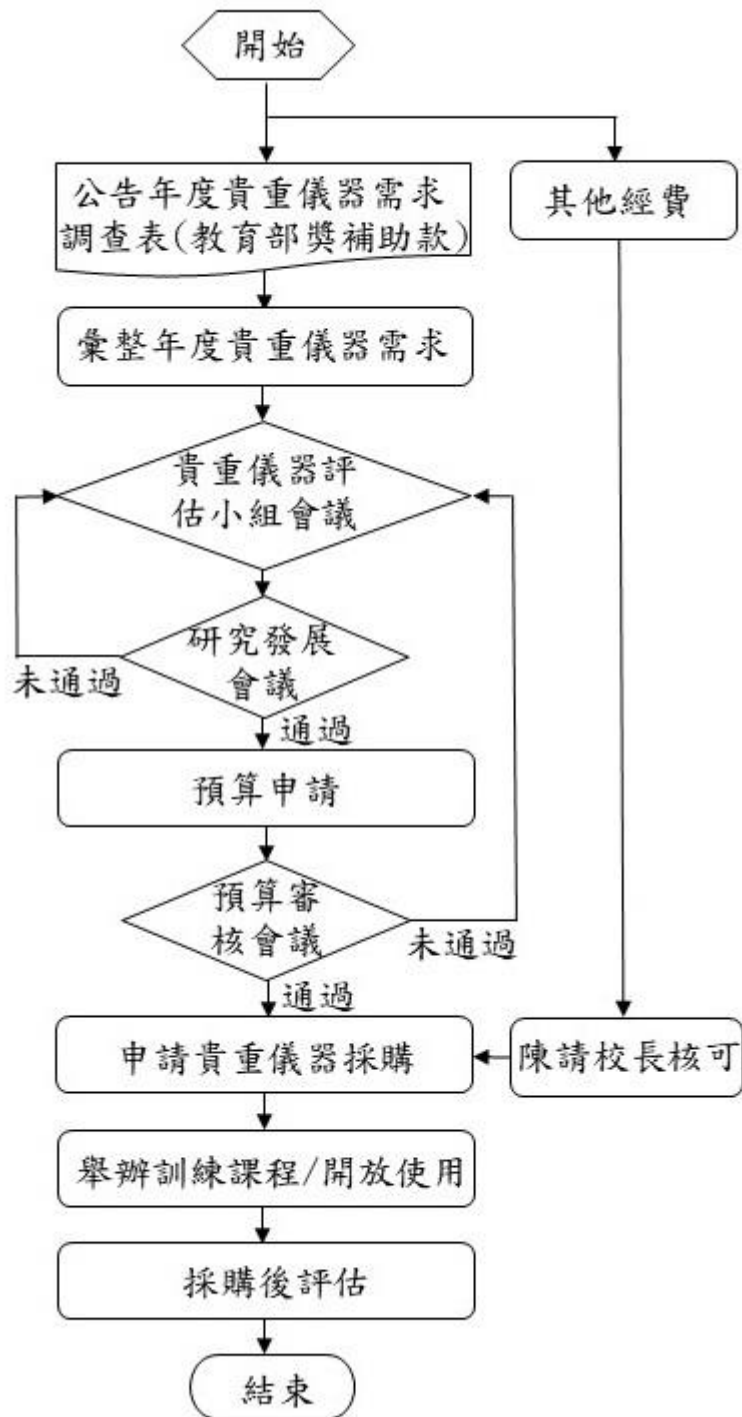 開始
公告年度貴重儀器需求
調查表(教育部獎補助款)
其他經費
彙整年度貴重儀器需求
貴重儀器評
估小組會議
研究發展
會議
未通過
通過
預算申請
預算審
核會議
未通過
通過
申請貴重儀器採購
陳請校長核可
舉辦訓練課程/開放使用
採購後評估
結束